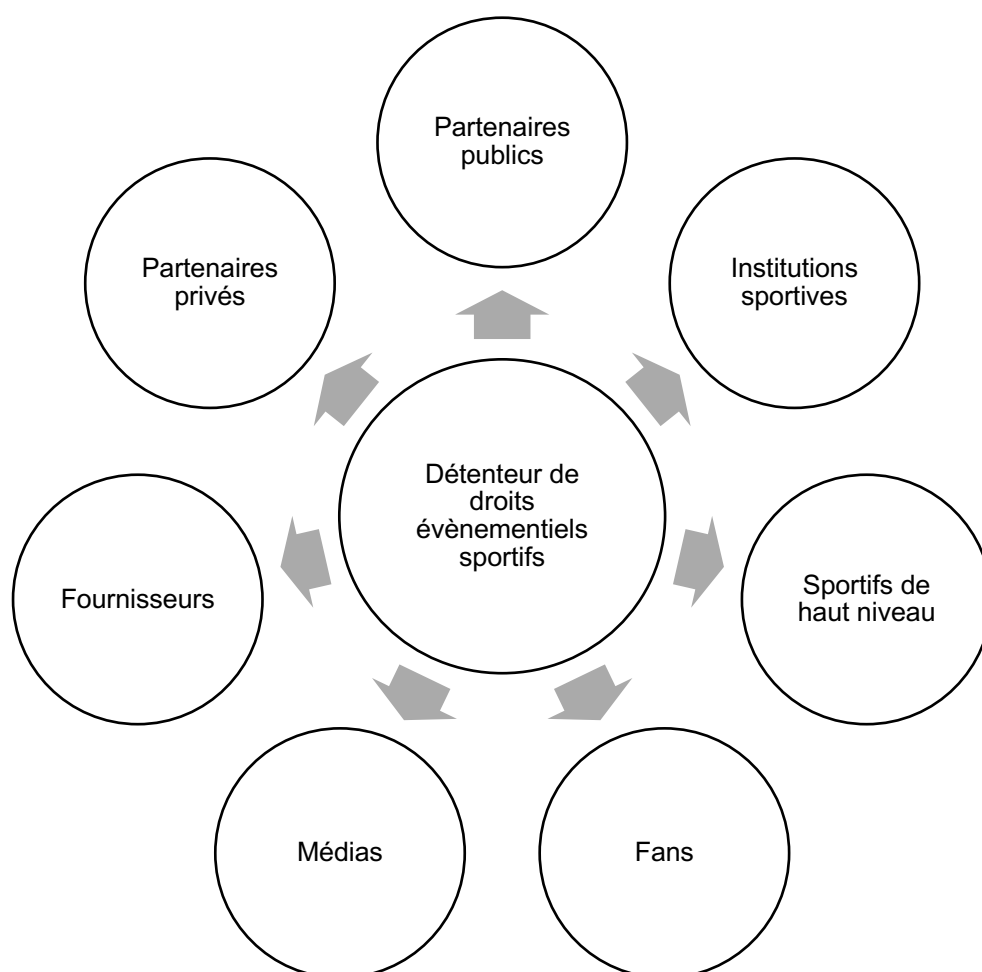 Partenaires
publics
Partenaires
privés
Institutions
sportives
Détenteur de
droits
évènementiels
sportifs
Fournisseurs
Sportifs de
haut niveau
Médias
Fans